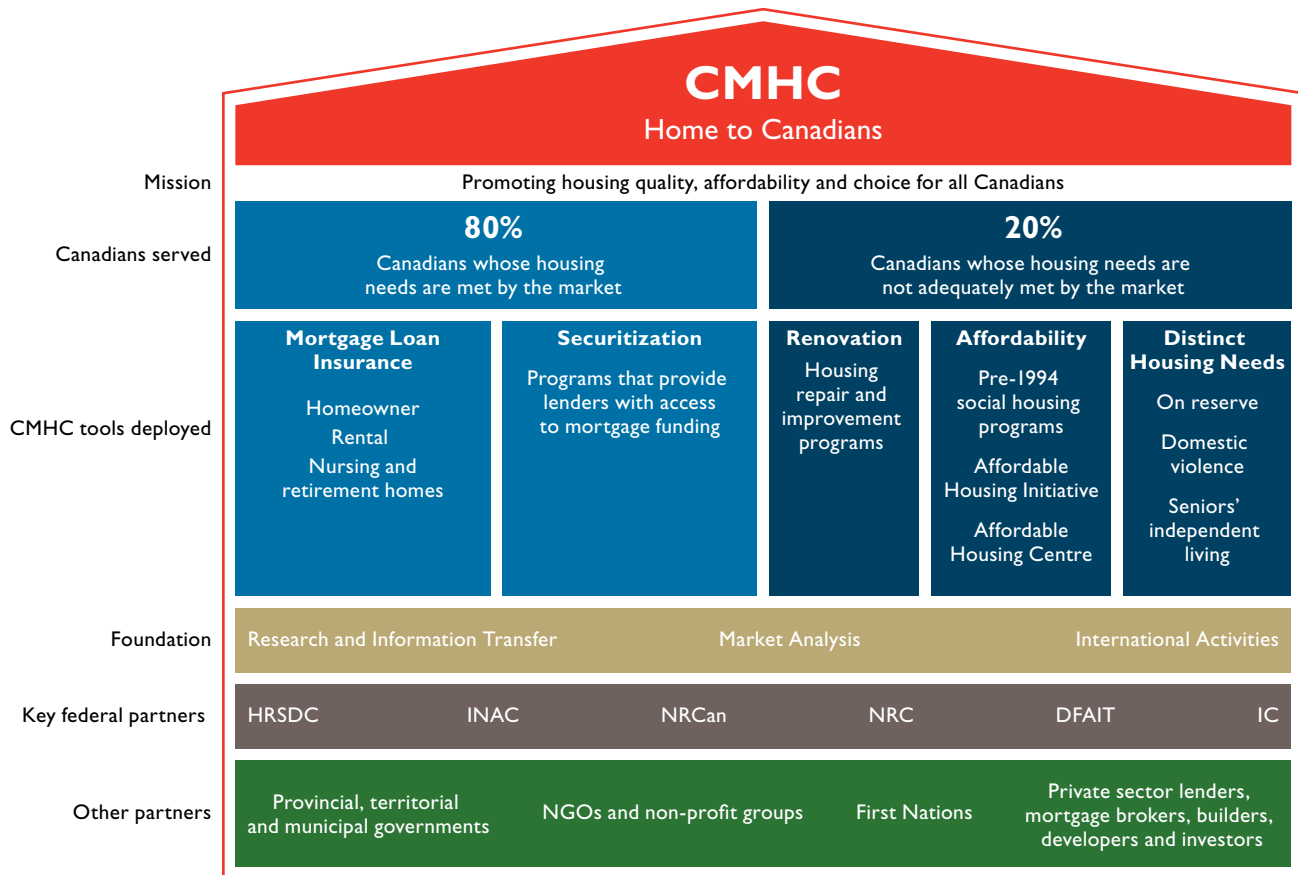 CMHC
Home to Canadians
Mission
Promoting housing quality, affordability and choice for all Canadians
Canadians served
80%
Canadians whose housing
needs are met by the market
20%
Canadians whose housing needs are
not adequately met by the market
CMHC tools deployed
Mortgage Loan
Insurance
Homeowner
Rental
Nursing and
retirement homes
Securitization
Programs that provide
lenders with access
to mortgage funding
Renovation
Housing
repair and
improvement
programs
Affordability
Pre-1994
social housing
programs
Affordable
Housing Initiative
Affordable
Housing Centre
Distinct
Housing Needs
On reserve
Domestic
violence
Seniors’
independent
living
Foundation
Research and Information Transfer
Market Analysis
International Activities
Key federal partners
HRSDC
INAC
NRCan
NRC
DFAIT
IC
Other partners
Provincial, territorial
and municipal governments
NGOs and non-profit groups
First Nations
Private sector lenders,
mortgage brokers, builders,
developers and investors